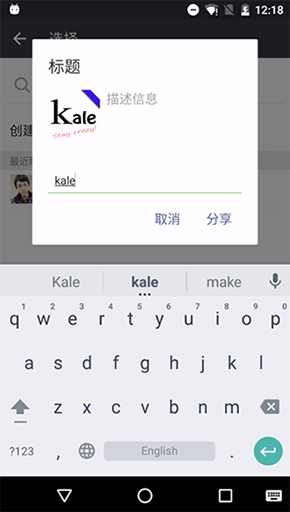 12:18
选择
标题
kale
Stay crazy!
描述信息
创建
最近
kale
取消 分享
Kale kale make
1 2 3 4 5 6 7 8 9 0
q w e r t y u i o p
a s d f g h j k l
z x c v b n m
?123 , English .